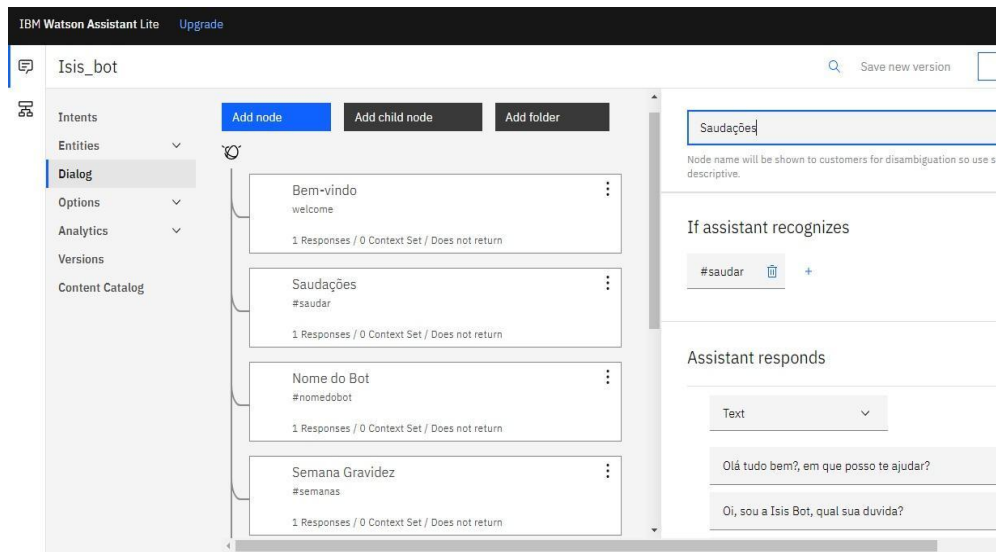 IBM Watson Assistant Lite Upgrade
Isis_bot
Save new version
Intents
Entities
Dialog
Options
Analytics
Versions
Content Catalog
Add node
Add child node
Add folder
Bem-vindo
welcome
1 Responses / 0 Context Set / Does not return
Saudações
#saudar
1 Responses / 0 Context Set / Does not return
Nome do Bot
#nomedobot
1 Responses / 0 Context Set / Does not return
Semana Gravidez
#semanas
1 Responses / 0 Context Set / Does not return
Saudações
Node name will be shown to customers for disambiguation so use s
descriptive.
If assistant recognizes
#saudar
Assistant responds
Text
Olá tudo bem?, em que posso te ajudar?
Oi, sou a Isis Bot, qual sua duvida?